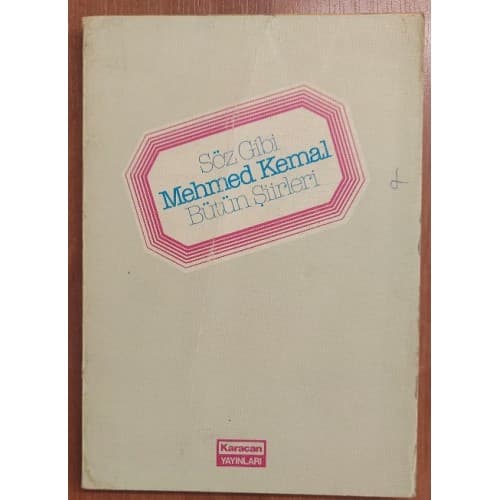 Söz Gibi
Mehmed Kemal
Bütün Şiirleri
Karacan
YAYINLARI